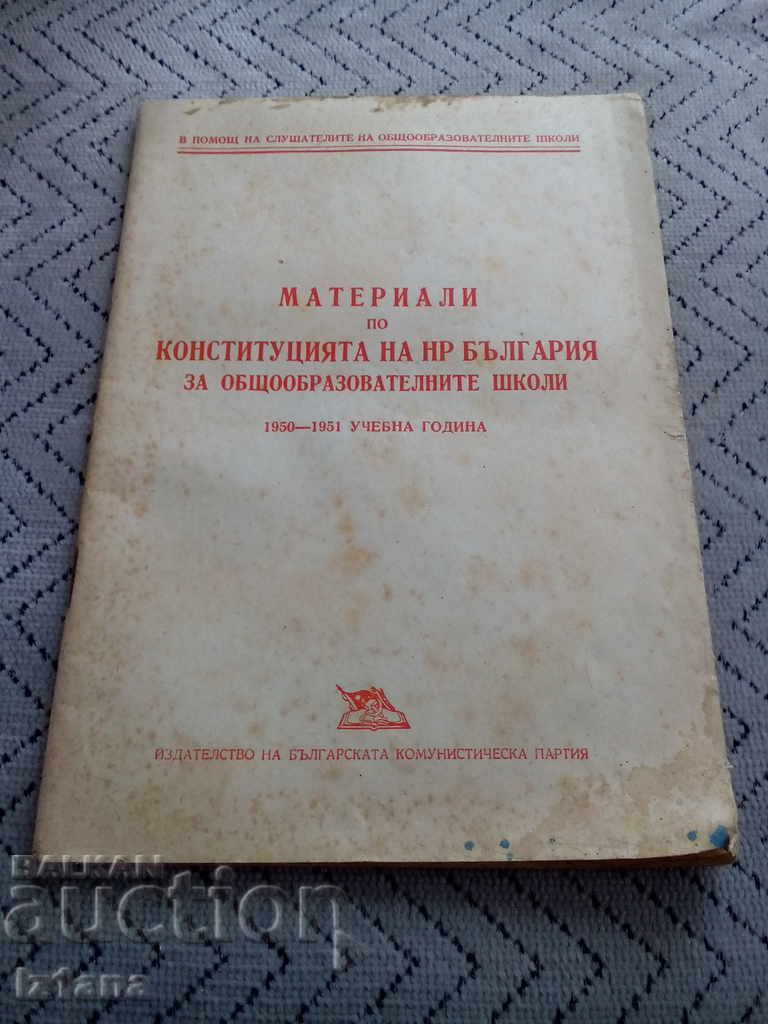 В ПОМОЩ НА СЛУШАТЕЛИТЕ НА ОБЩООБРАЗОВАТЕЛНИТЕ ШКОЛИ
МАТЕРИАЛИ
ПО
КОНСТИТУЦИЯТА НА НР БЪЛГАРИЯ
ЗА ОБЩООБРАЗОВАТЕЛНИТЕ ШКОЛИ
1950—1951 УЧЕБНА ГОДИНА
ИЗДАТЕЛСТВО НА БЪЛГАРСКАТА КОМУНИСТИЧЕСКА ПАРТИЯ
BALKAN
auction
Iztana